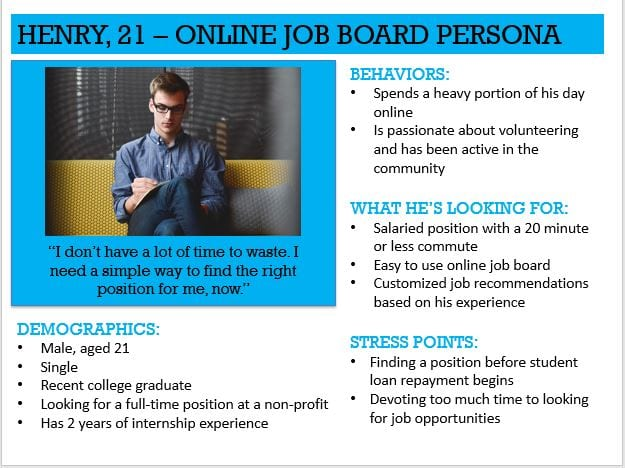 HENRY, 21 – ONLINE JOB BOARD PERSONA
“I don’t have a lot of time to waste. I
need a simple way to find the right
position for me, now.”
DEMOGRAPHICS:
• Male, aged 21
• Single
• Recent college graduate
• Looking for a full-time position at a non-profit
• Has 2 years of internship experience
BEHAVIORS:
• Spends a heavy portion of his day
online
• Is passionate about volunteering
and has been active in the
community
WHAT HE’S LOOKING FOR:
• Salaried position with a 20 minute
or less commute
• Easy to use online job board
• Customized job recommendations
based on his experience
STRESS POINTS:
• Finding a position before student
loan repayment begins
• Devoting too much time to looking
for job opportunities